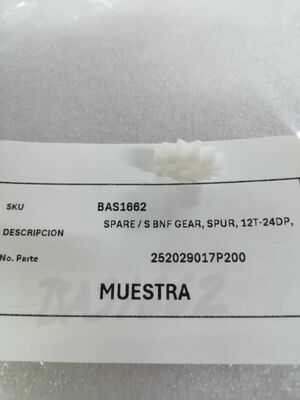 SKU BAS1662
DESCRIPCION SPARE / S BNF GEAR, SPUR, 12T-24DP,
No. Parte 252029017P200
MUESTRA